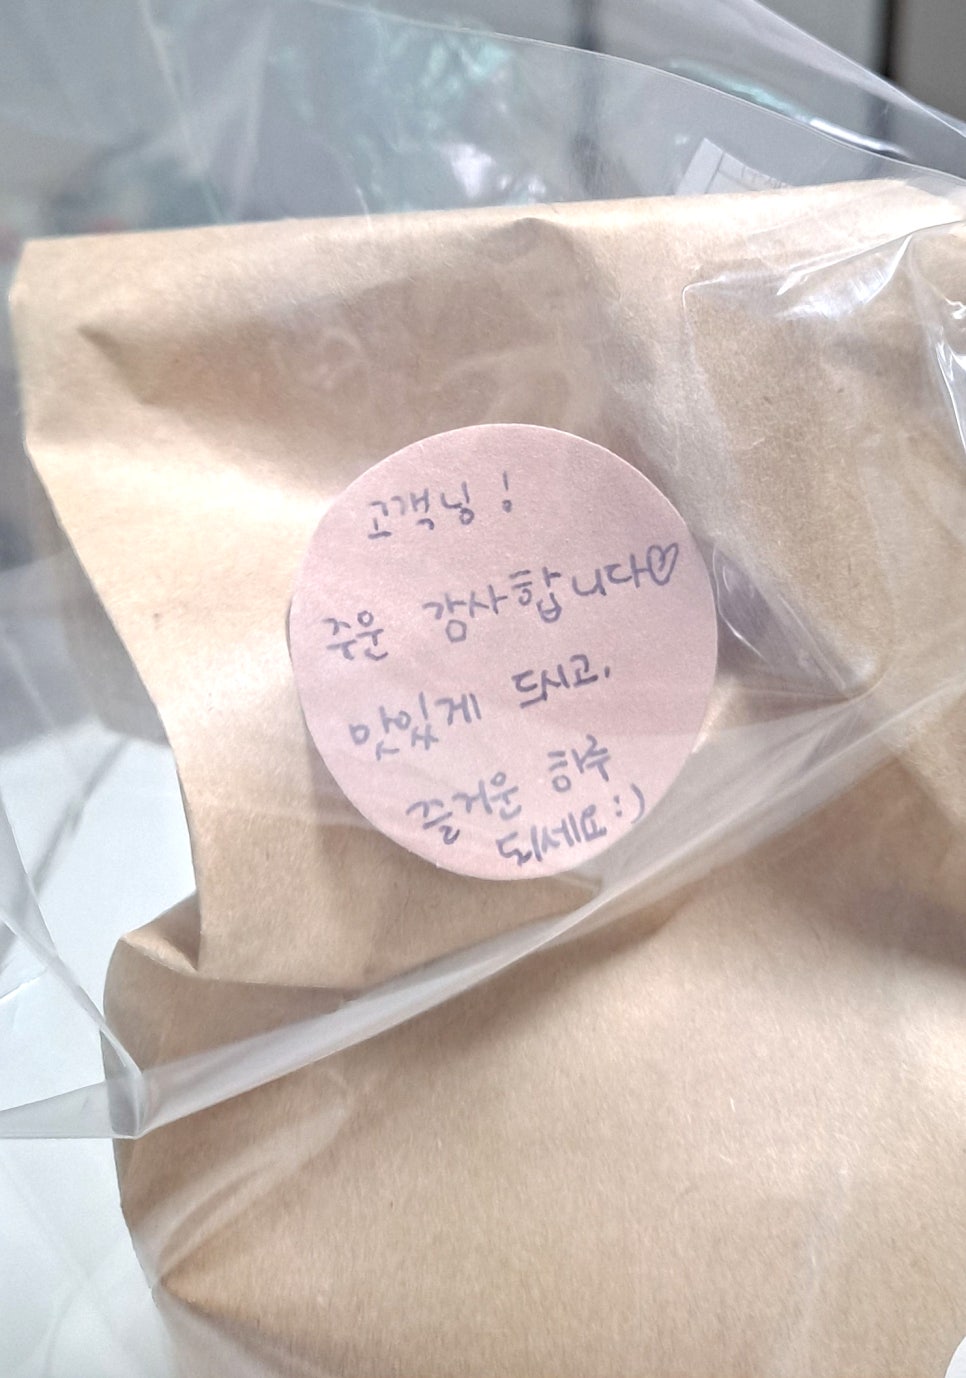 고객님!
주문 감사합니다♡
맛있게 드시고,
즐거운 하루
되세요 :)